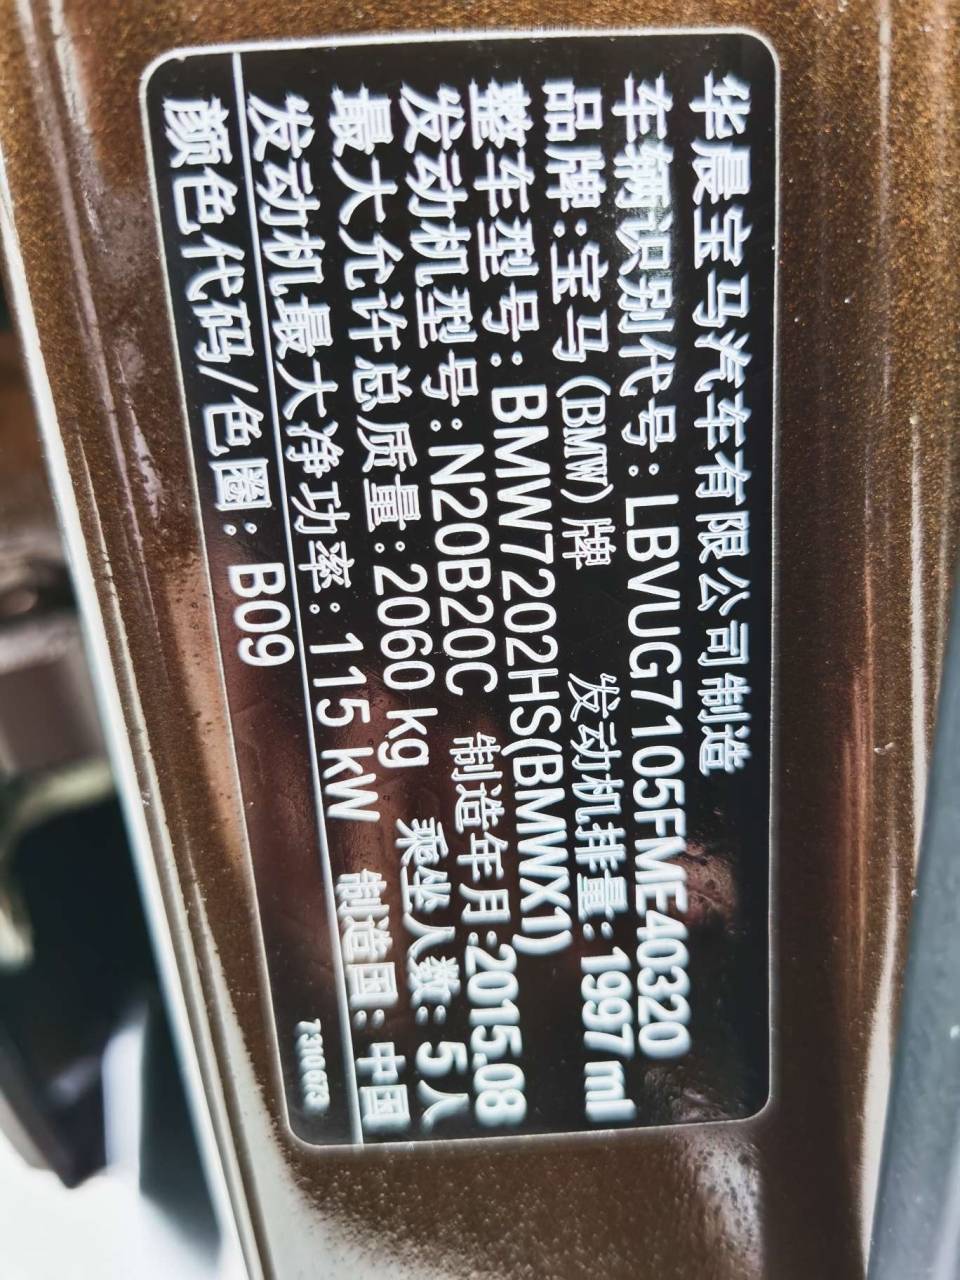 华晨宝马汽车有限公司制造
车辆识别代号：LBVUG7105FME40320
品牌：宝马（BMW）牌 发动机排量：1997 ml
整车型号：BMW7202HS(BMWX1)
发动机型号：N20B20C 制造年月：2015.08
最大允许总质量：2060 kg 乘坐人数：5人
发动机最大净功率：115 kW 制造国：中国
颜色代码/色圈：B09
7310673